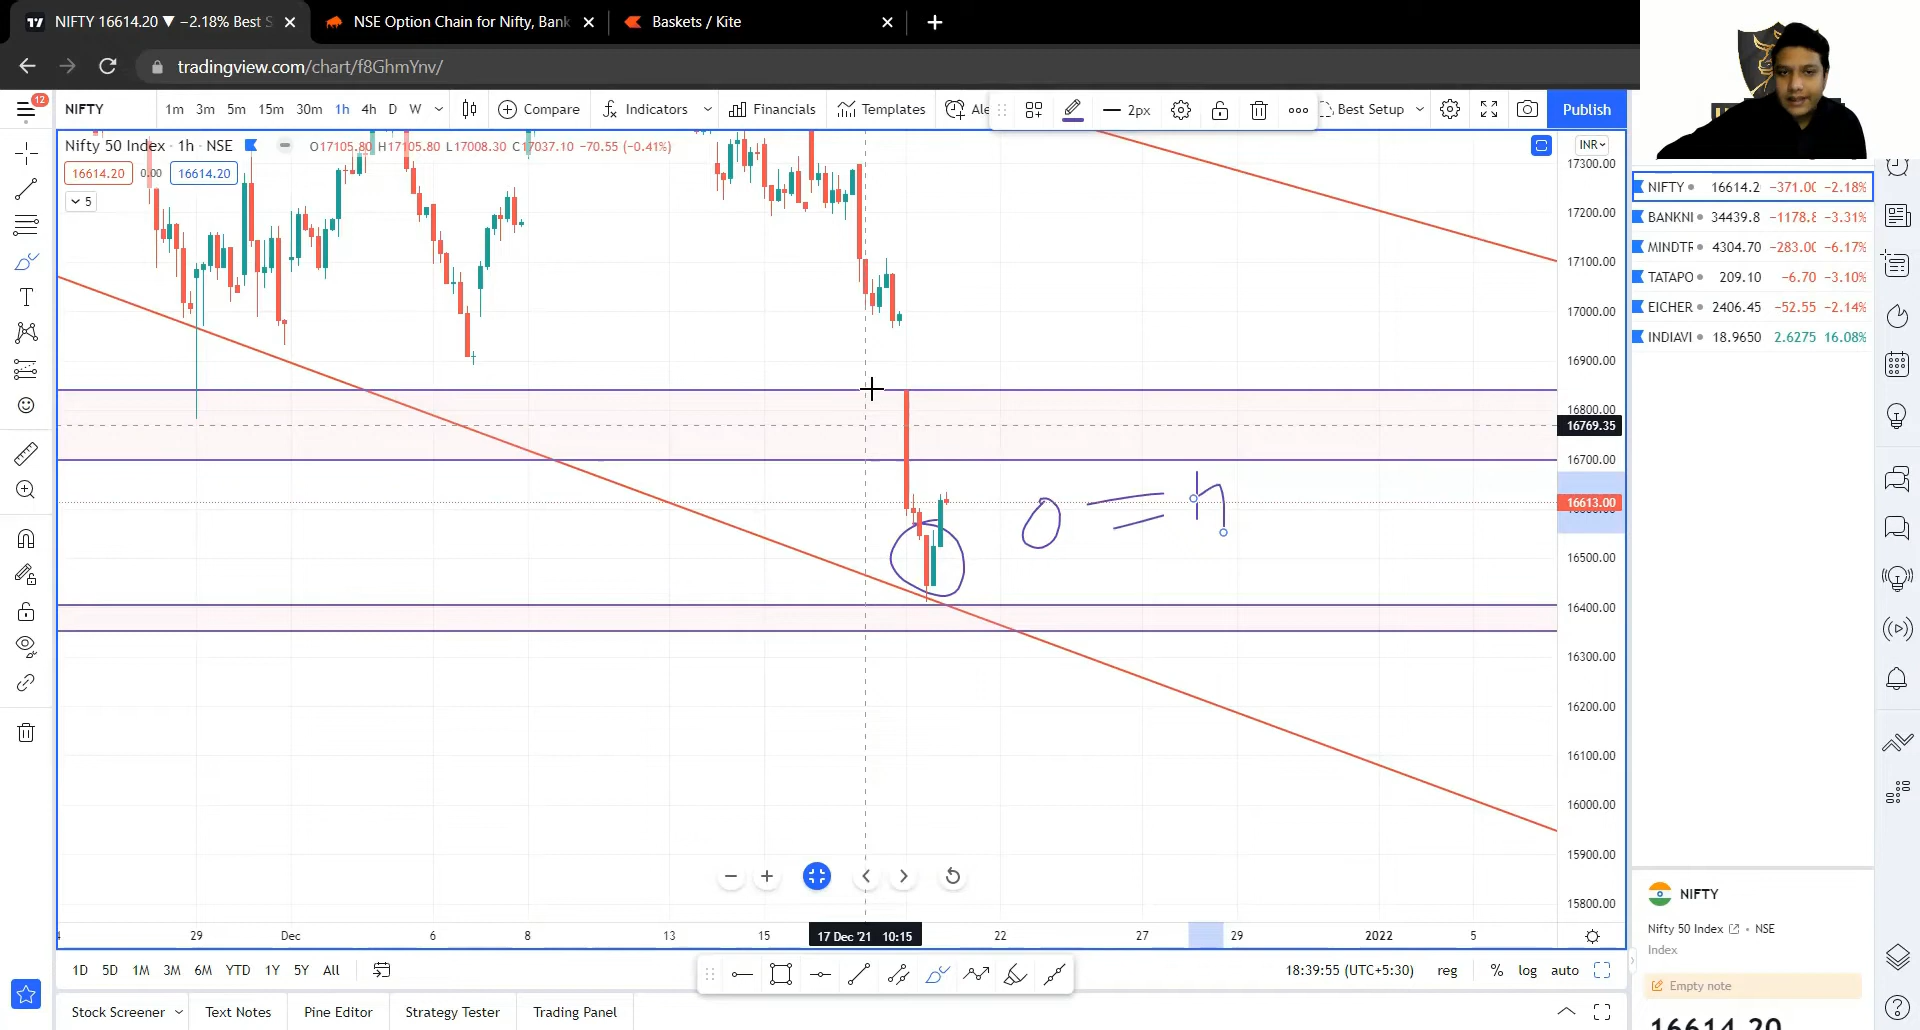 NIFTY 16614.20 ▼ −2.18% Best S
NSE Option Chain for Nifty, Bank
Baskets / Kite
tradingview.com/chart/f8GhmYnv/
12
NIFTY 1m 3m 5m 15m 30m 1h 4h D W Compare Indicators Financials Templates Ale 2px Best Setup Publish
Nifty 50 Index · 1h · NSE O17105.80 H17105.80 L17008.30 C17037.10 −70.55 (−0.41%)
INR
16614.20 0.00 16614.20
5
17300.00
17200.00
17100.00
17000.00
16900.00
16800.00
16769.35
16700.00
16613.00
16500.00
16400.00
16300.00
16200.00
16100.00
16000.00
15900.00
15800.00
o = h
29 Dec 6 8 13 15 17 Dec '21 10:15 22 27 29 2022 5
1D 5D 1M 3M 6M YTD 1Y 5Y All
18:39:55 (UTC+5:30) reg % log auto
Stock Screener Text Notes Pine Editor Strategy Tester Trading Panel
NIFTY 16614.2 −371.00 −2.18%
BANKNI 34439.8 −1178.8 −3.31%
MINDTR 4304.70 −283.00 −6.17%
TATAPO 209.10 −6.70 −3.10%
EICHER 2406.45 −52.55 −2.14%
INDIAVI 18.9650 2.6275 16.08%
NIFTY
Nifty 50 Index • NSE
Index
Empty note
16614.20